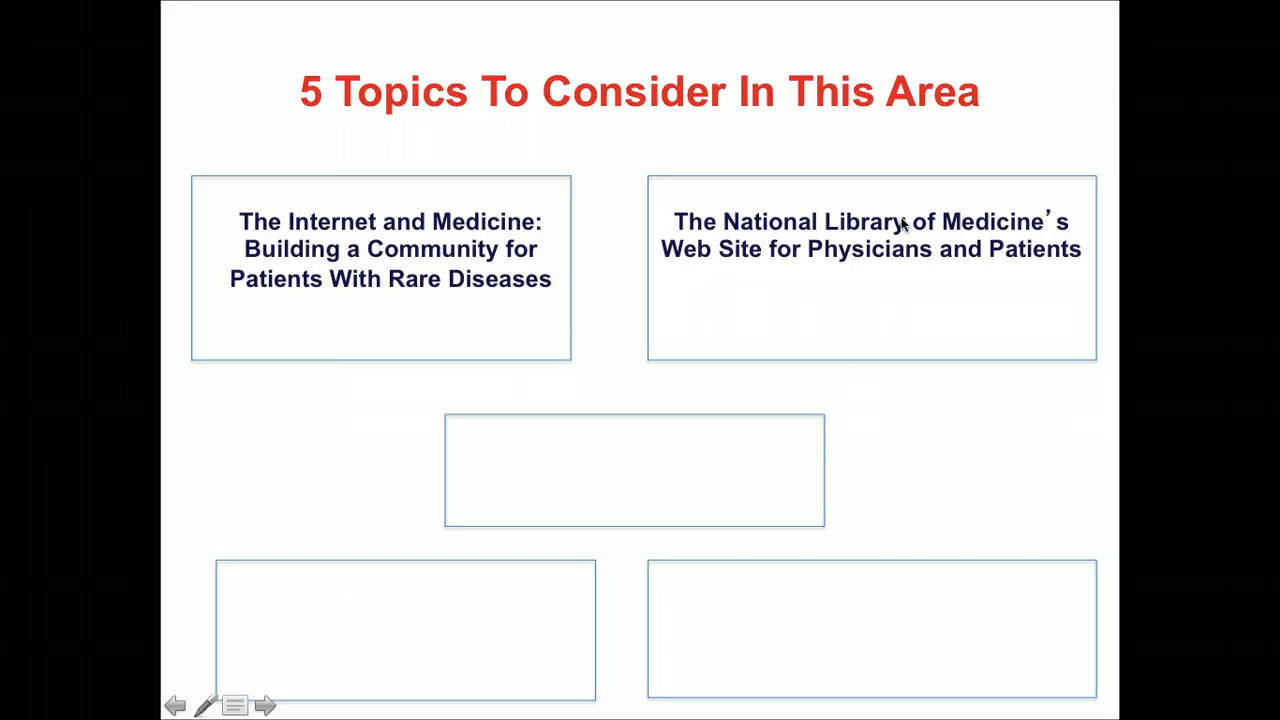 5 Topics To Consider In This Area
The Internet and Medicine:
Building a Community for
Patients With Rare Diseases
The National Library of Medicine’s
Web Site for Physicians and Patients